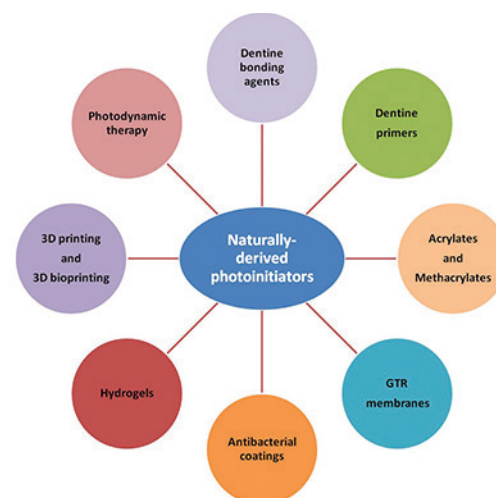 Dentine
bonding
agents
Photodynamic
therapy
Dentine
primers
3D printing
and
3D bioprinting
Naturally-
derived
photoinitiators
Acrylates
and
Methacrylates
Hydrogels
GTR
membranes
Antibacterial
coatings